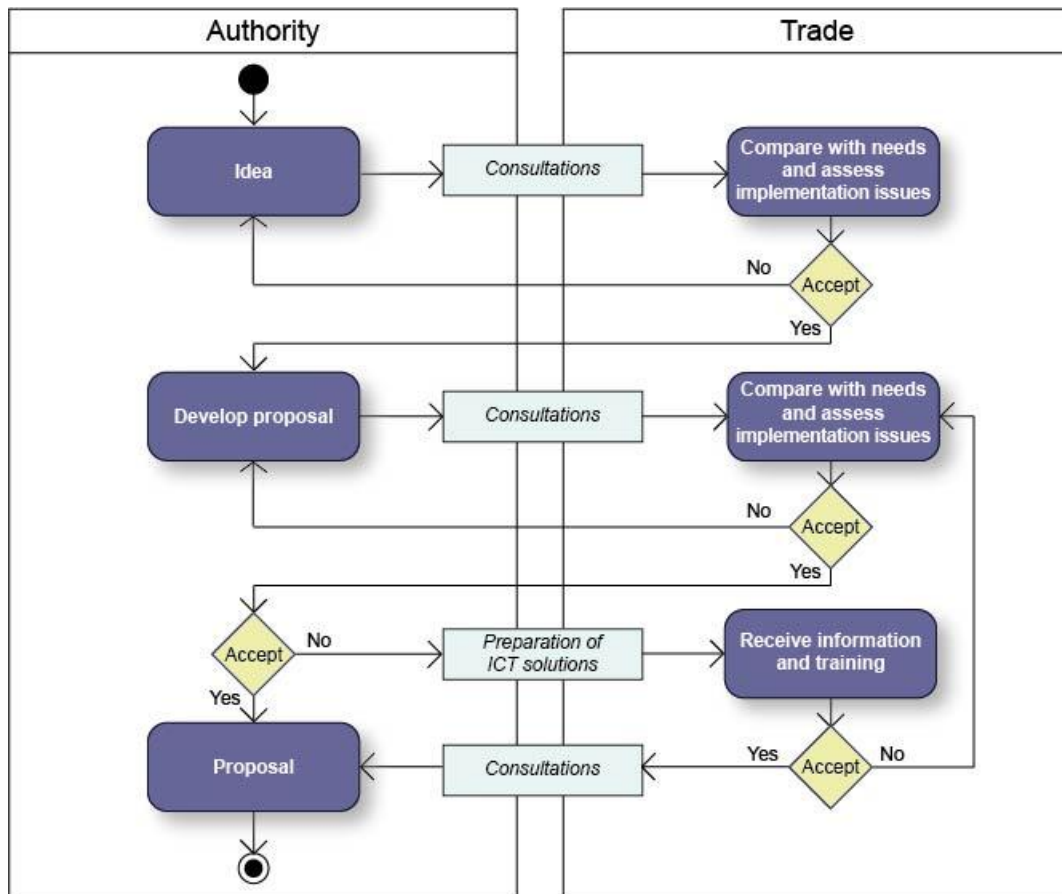 Authority
Trade
Idea
Consultations
Compare with needs
and assess
implementation issues
No
Accept
Yes
Develop proposal
Consultations
Compare with needs
and assess
implementation issues
No
Accept
Yes
Accept
No
Preparation of
ICT solutions
Receive information
and training
Yes
Proposal
Consultations
Yes
Accept
No